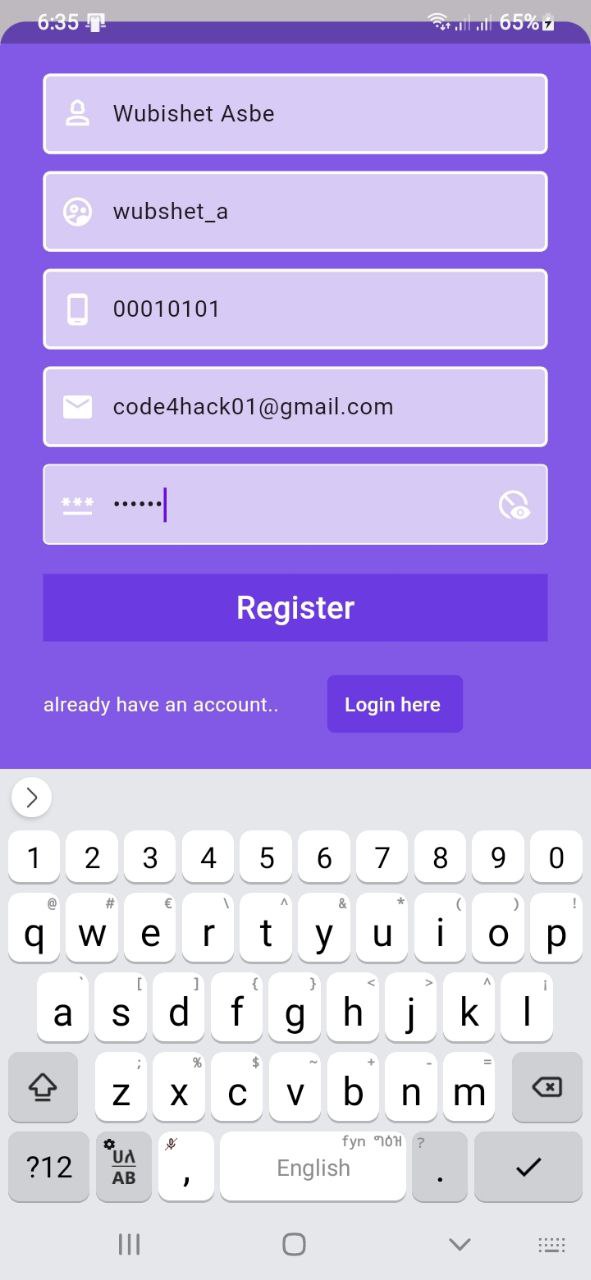 6:35 65%
Wubishet Asbe
wubshet_a
00010101
code4hack01@gmail.com
***  ••••••
Register
already have an account.. Login here
1 2 3 4 5 6 7 8 9 0
@ # € \ ^ & * ( ) !
q w e r t y u i o p
` [ ] { } < > ^ ¡
a s d f g h j k l
; % $ ~ + - =
z x c v b n m
fyn ግዕዝ ?
?12 AB , English .